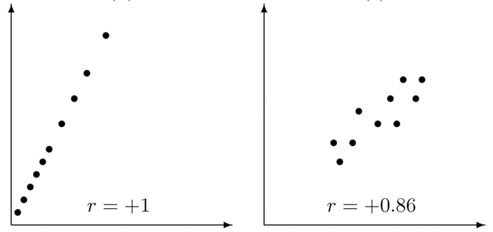 r = +1
r = +0.86